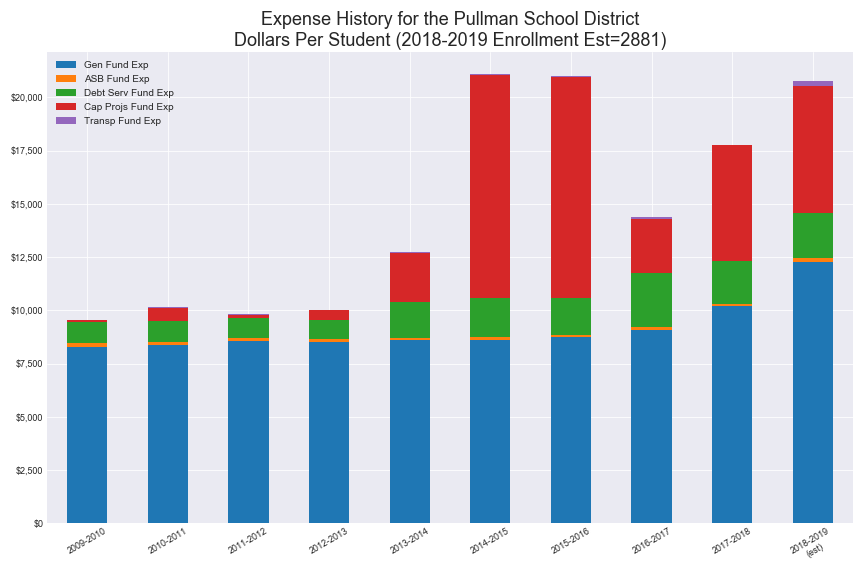 Expense History for the Pullman School District
Dollars Per Student (2018-2019 Enrollment Est=2881)
Gen Fund Exp
ASB Fund Exp
Debt Serv Fund Exp
Cap Projs Fund Exp
Transp Fund Exp
$20,000
$17,500
$15,000
$12,500
$10,000
$7,500
$5,000
$2,500
$0
2009-2010
2010-2011
2011-2012
2012-2013
2013-2014
2014-2015
2015-2016
2016-2017
2017-2018
2018-2019
(est)